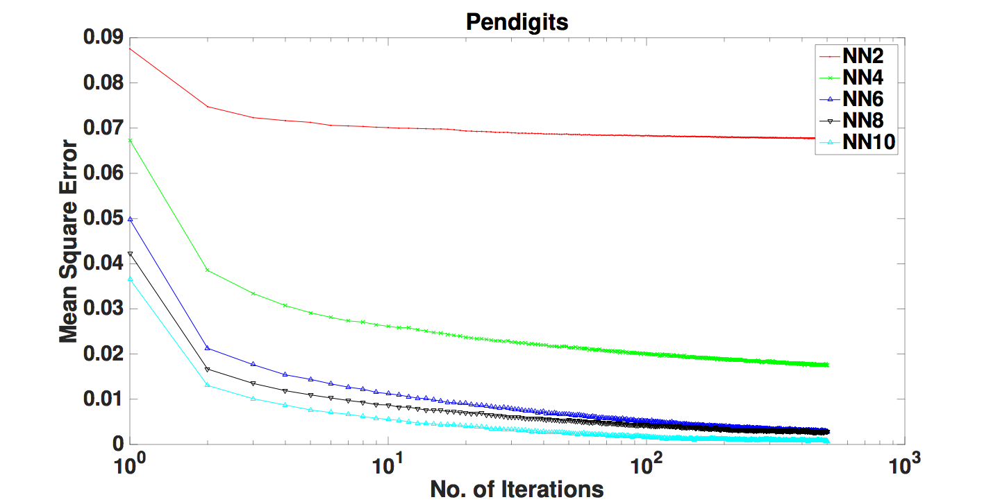 Pendigits
0.09
0.08
0.07
0.06
0.05
0.04
0.03
0.02
0.01
0
Mean Square Error
NN2
NN4
NN6
NN8
NN10
10^0 10^1 10^2 10^3
No. of Iterations